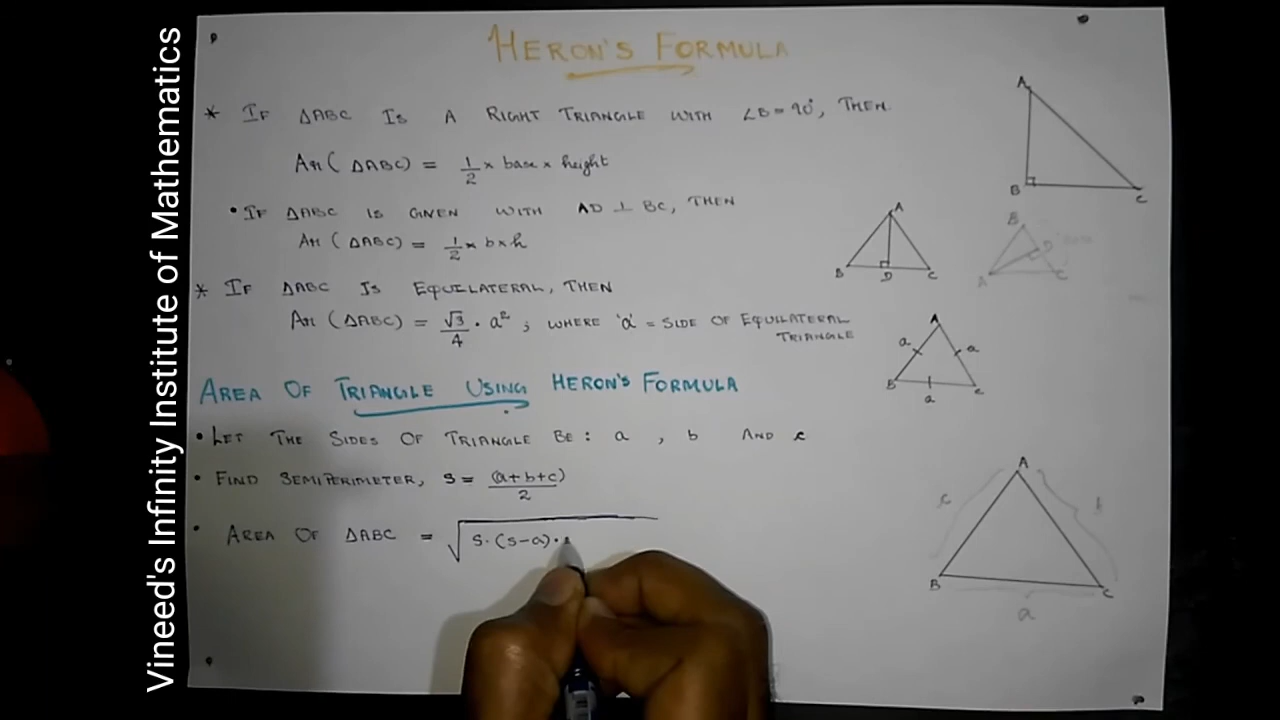 Vineed's Infinity Institute of Mathematics
HERON'S FORMULA
* IF ΔABC IS A RIGHT TRIANGLE WITH ∠B = 90°, THEN
Ar(ΔABC) = 1/2 × base × height
• IF ΔABC IS GIVEN WITH AD ⊥ BC, THEN
Ar(ΔABC) = 1/2 × b × h
* IF ΔABC IS EQUILATERAL, THEN
Ar(ΔABC) = √3/4 · a² ; WHERE 'a' = SIDE OF EQUILATERAL
TRIANGLE
AREA OF TRIANGLE USING HERON'S FORMULA
• LET THE SIDES OF TRIANGLE BE : a , b AND c
• FIND SEMIPERIMETER, S = (a+b+c)/2
• AREA OF ΔABC = √S·(S-a)·
A
B
C
A
B
D
C
B
D
A
C
A
a
a
B
C
a
A
c
b
B
C
a